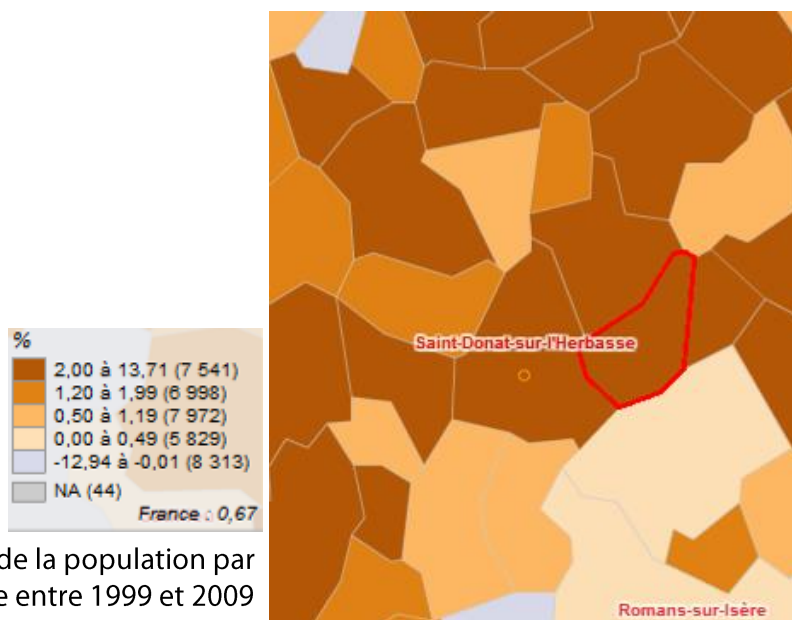 %
2,00 à 13,71 (7 541)
1,20 à 1,99 (6 998)
0,50 à 1,19 (7 972)
0,00 à 0,49 (5 829)
-12,94 à -0,01 (8 313)
NA (44)
France : 0,67
de la population par
e entre 1999 et 2009
Saint-Donat-sur-l'Herbasse
Romans-sur-Isère